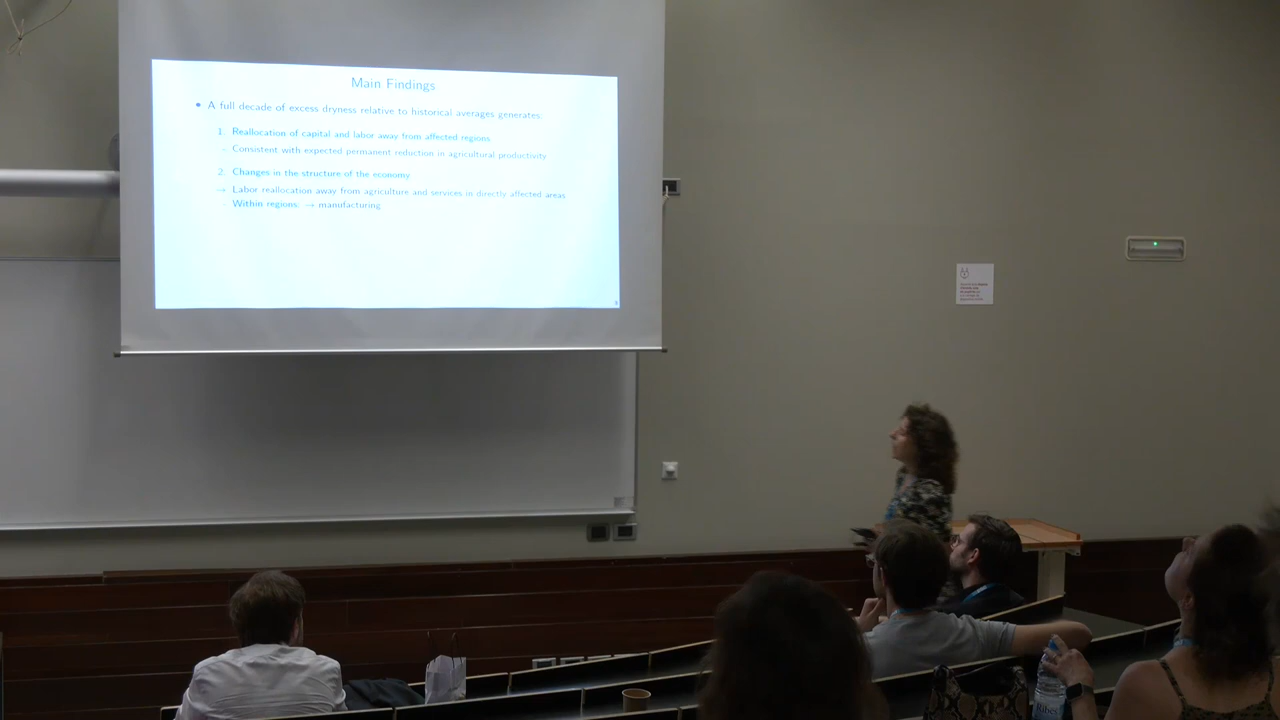 Main Findings
• A full decade of excess dryness relative to historical averages generates:
1. Reallocation of capital and labor away from affected regions
– Consistent with expected permanent reduction in agricultural productivity
2. Changes in the structure of the economy
→ Labor reallocation away from agriculture and services in directly affected areas
– Within regions: → manufacturing
Ribes